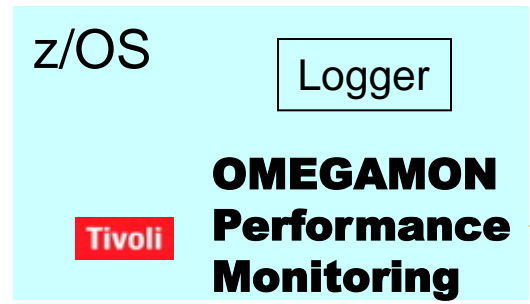 z/OS
Logger
OMEGAMON
Performance
Monitoring
Tivoli